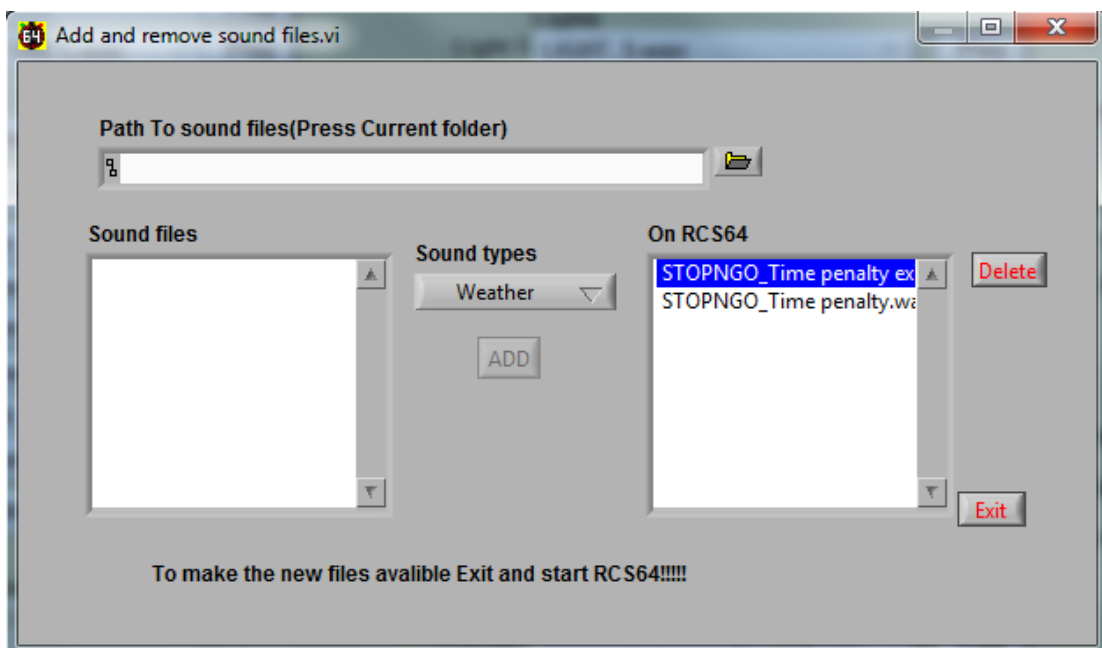 64 Add and remove sound files.vi
Path To sound files(Press Current folder)
Sound files
Sound types
Weather
ADD
On RCS64
STOPNGO_Time penalty ex
STOPNGO_Time penalty.wa
Delete
Exit
To make the new files avalible Exit and start RCS64!!!!!